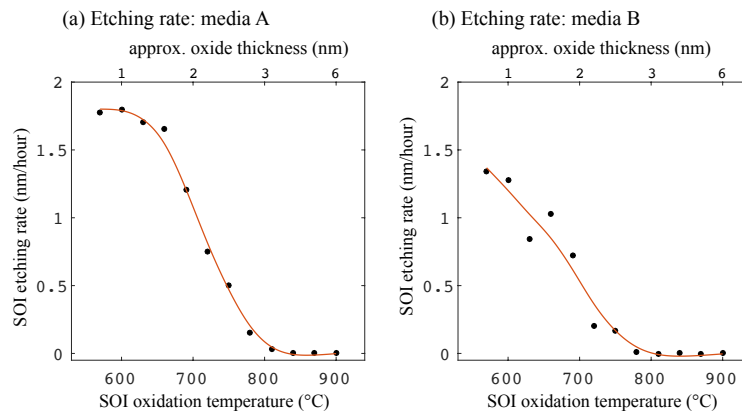 (a) Etching rate: media A
approx. oxide thickness (nm)
1 2 3 6
2
1.5
1
0.5
0
SOI etching rate (nm/hour)
600 700 800 900
SOI oxidation temperature (°C)
(b) Etching rate: media B
approx. oxide thickness (nm)
1 2 3 6
2
1.5
1
0.5
0
SOI etching rate (nm/hour)
600 700 800 900
SOI oxidation temperature (°C)